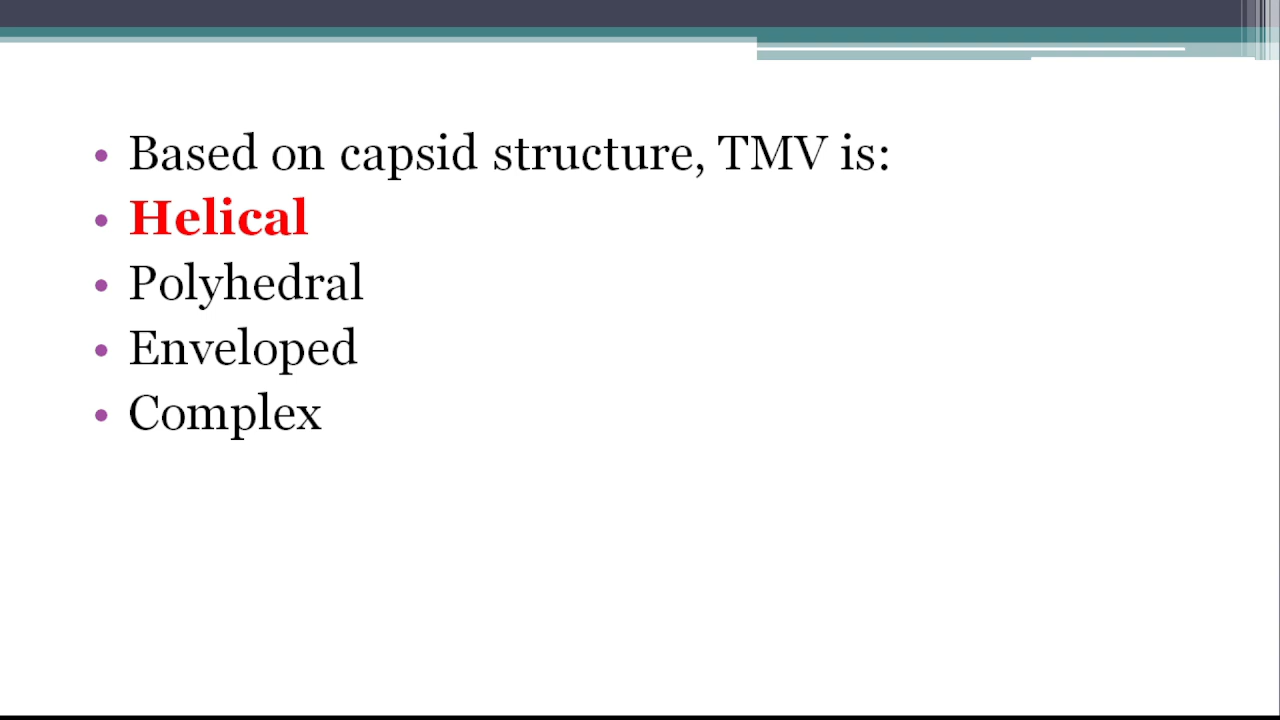 • Based on capsid structure, TMV is:
• Helical
• Polyhedral
• Enveloped
• Complex